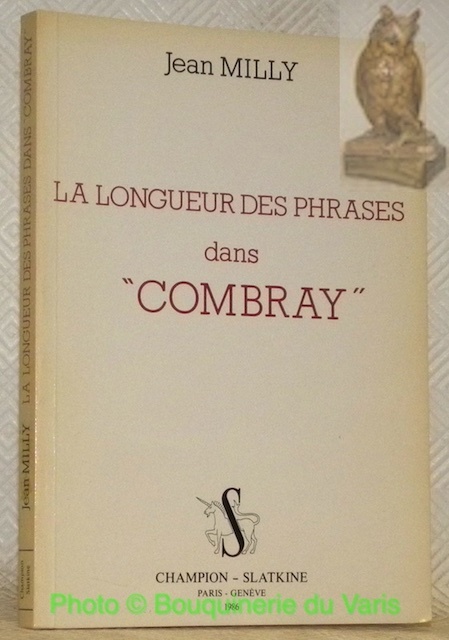 Jean MILLY
LA LONGUEUR DES PHRASES
dans
"COMBRAY"
S
CHAMPION - SLATKINE
PARIS - GENÈVE
1986
Jean MILLY LA LONGUEUR DES PHRASES DANS "COMBRAY"
Photo © Bouquinerie du Varis